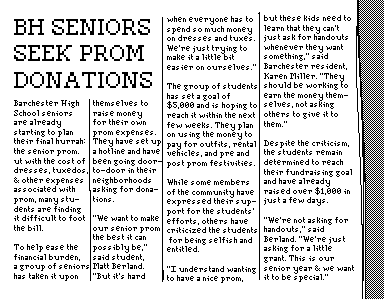 BH SENIORS
SEEK PROM
DONATIONS
Barchester High
School seniors
are already
starting to plan
their final hurrah:
the senior prom.
ut with the cost of
dresses, tuxedos,
& other expenses
associated with
prom, many stu-
dents are finding
it difficult to foot
the bill.
To help ease the
financial burden,
a group of seniors
has taken it upon
themselves to
raise money
for their own
prom expenses.
They have set up
a hotline and have
been going door-
to-door in their
neighborhoods
asking for dona-
tions.
"We want to make
our senior prom
the best it can
possibly be,"
said student,
Matt Berland.
"But it's hard
when everyone has to
spend so much money
on dresses and tuxes.
We're just trying to
make it a little bit
easier on ourselves."
The group of students
has set a goal of
$5,000 and is hoping to
reach it within the next
few weeks. They plan
on using the money to
pay for outfits, rental
vehicles, and pre and
post prom festivities.
While some members
of the community have
expressed their sup-
port for the students'
efforts, others have
criticized the students
for being selfish and
entitled.
"I understand wanting
to have a nice prom,
but these kids need to
learn that they can't
just ask for handouts
whenever they want
something," said
Barchester resident,
Karen Miller. "They
should be working to
earn the money them-
selves, not asking
others to give it to
them."
Despite the criticism,
the students remain
determined to reach
their fundraising goal
and have already
raised over $1,000 in
just a few days.
"We're not asking for
handouts," said
Berland. "We're just
asking for a little
grant. This is our
senior year & we want
it to be special."